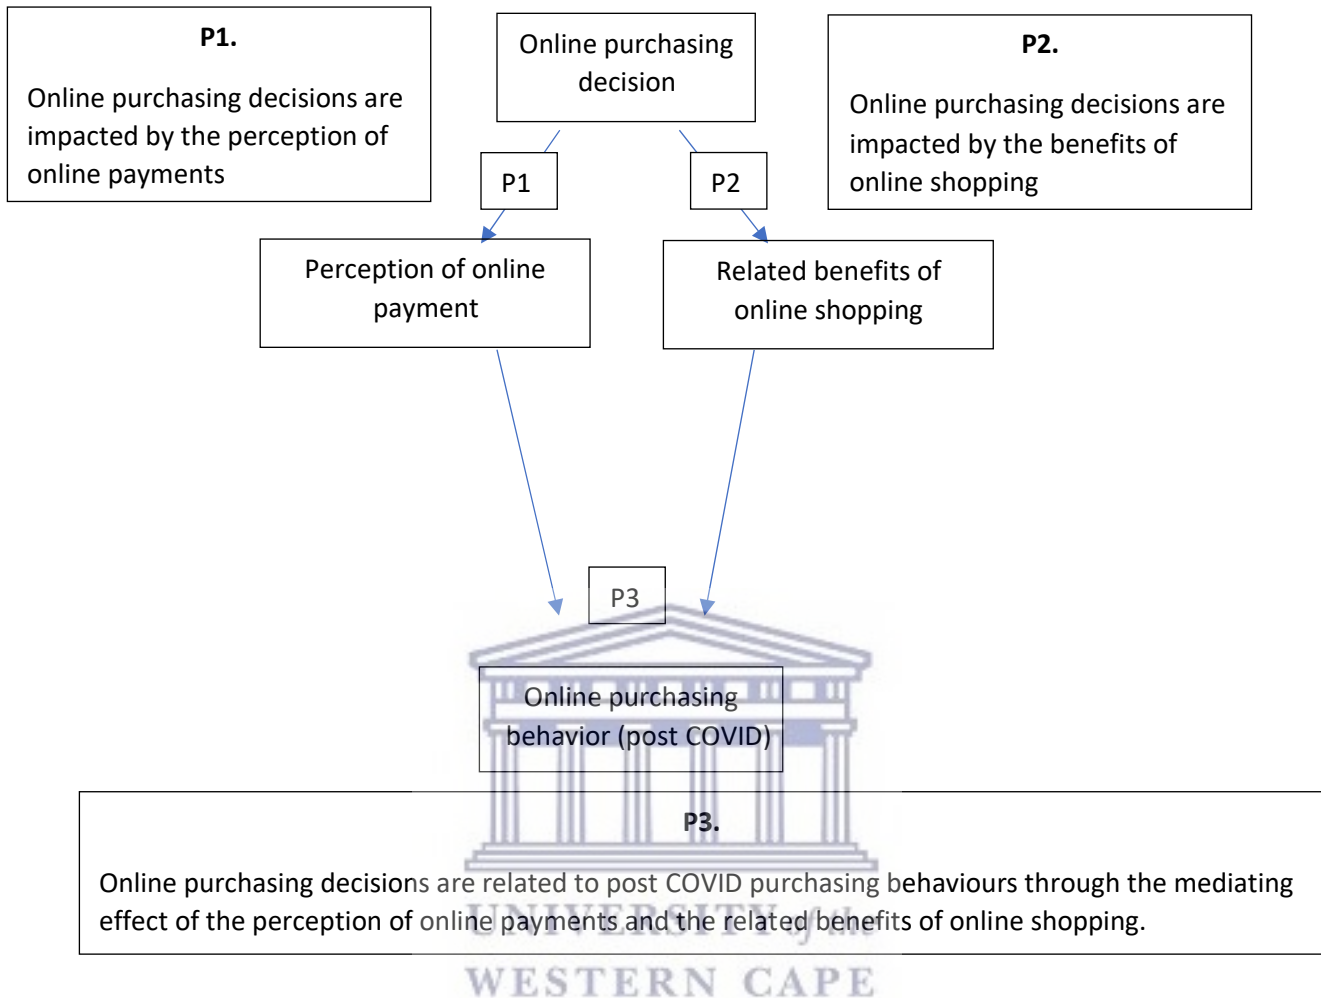 P1.
Online purchasing decisions are
impacted by the perception of
online payments
Online purchasing
decision
P2.
Online purchasing decisions are
impacted by the benefits of
online shopping
P1
P2
Perception of online
payment
Related benefits of
online shopping
P3
Online purchasing
behavior (post COVID)
P3.
Online purchasing decisions are related to post COVID purchasing behaviours through the mediating
effect of the perception of online payments and the related benefits of online shopping.
UNIVERSITY of the
WESTERN CAPE